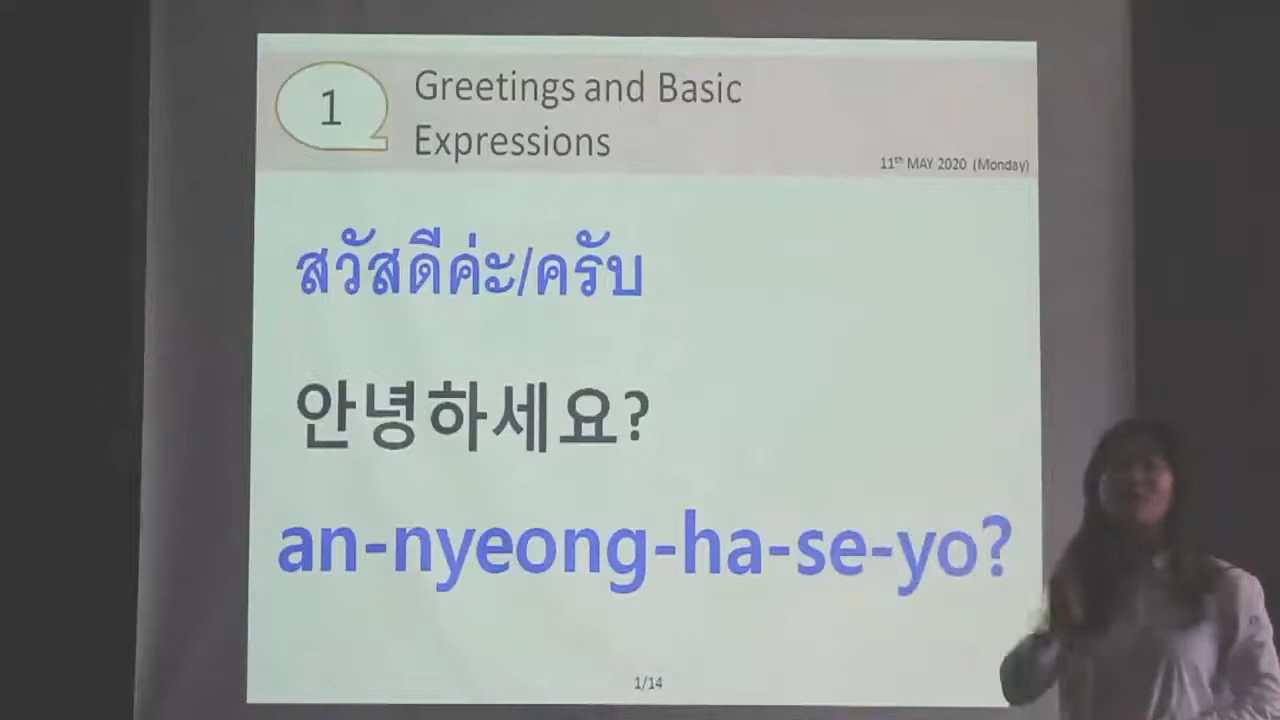 1
Greetings and Basic
Expressions
11th MAY 2020 (Monday)
สวัสดีค่ะ/ครับ
안녕하세요?
an-nyeong-ha-se-yo?
1/14